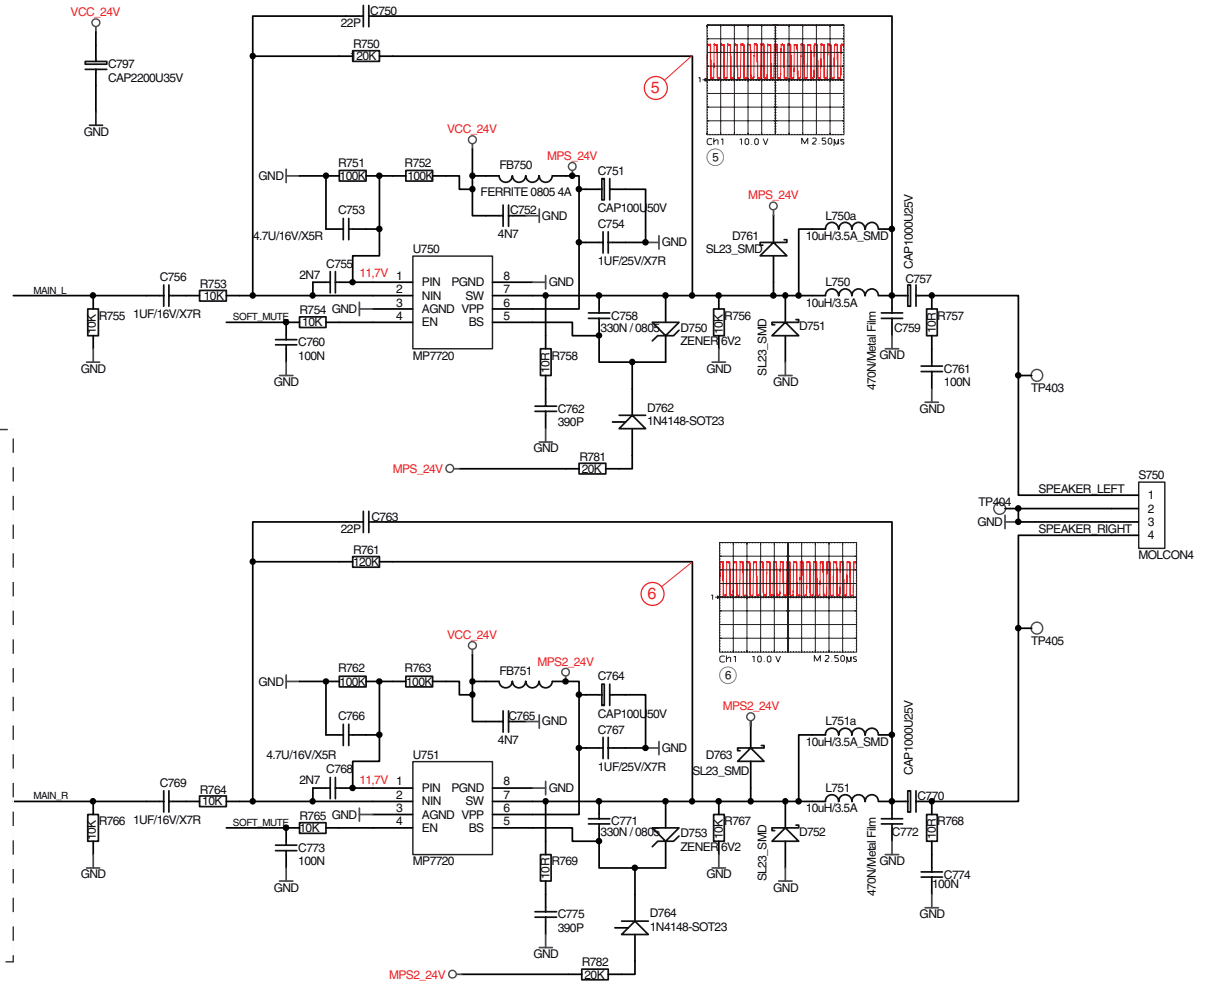 VCC_24V
C797
CAP2200U35V
GND
C750
22P
R750
20K
5
Ch1 10.0 V M 2.50µs
5
VCC_24V
MPS_24V
R751
100K
R752
100K
GND
FB750
FERRITE 0805 4A
C751
CAP100U50V
C753
4.7U/16V/X5R
C752
4N7
GND
C754
1UF/25V/X7R
GND
MPS_24V
D761
SL23_SMD
L750a
10uH/3.5A_SMD
CAP1000U25V
C757
U750
2N7
C755
11,7V
1 PIN PGND 8 GND
2 NIN SW 7
GND 3 AGND VPP 6
4 EN BS 5
MP7720
MAIN_L
C756
1UF/16V/X7R
R753
10K
R755
10K
GND
SOFT_MUTE
R754
10K
C760
100N
GND
10R
R758
C762
390P
GND
C758
330N / 0805
D750
ZENER 6V2
R756
10K
GND
D751
SL23_SMD
GND
L750
10uH/3.5A
C759
470N/Metal Film
GND
R757
10R
C761
100N
GND
TP403
D762
1N4148-SOT23
MPS_24V
R781
20K
S750
SPEAKER_LEFT
1
TP404
2
GND
3
SPEAKER_RIGHT
4
MOLCON4
TP405
C763
22P
R761
120K
6
Ch1 10.0 V M 2.50µs
6
VCC_24V
MPS2_24V
R762
100K
R763
100K
GND
FB751
C764
CAP100U50V
C766
4.7U/16V/X5R
C765
4N7
GND
C767
1UF/25V/X7R
GND
MPS2_24V
D763
SL23_SMD
L751a
10uH/3.5A_SMD
CAP1000U25V
C770
U751
2N7
C768
11,7V
1 PIN PGND 8 GND
2 NIN SW 7
GND 3 AGND VPP 6
4 EN BS 5
MP7720
MAIN_R
C769
1UF/16V/X7R
R764
10K
R766
10K
GND
SOFT_MUTE
R765
10K
C773
100N
GND
10R
R769
C775
390P
GND
C771
330N / 0805
D753
ZENER 6V2
R767
10K
GND
D752
SL23_SMD
GND
L751
10uH/3.5A
C772
470N/Metal Film
GND
R768
10R
C774
100N
GND
D764
1N4148-SOT23
MPS2_24V
R782
20K